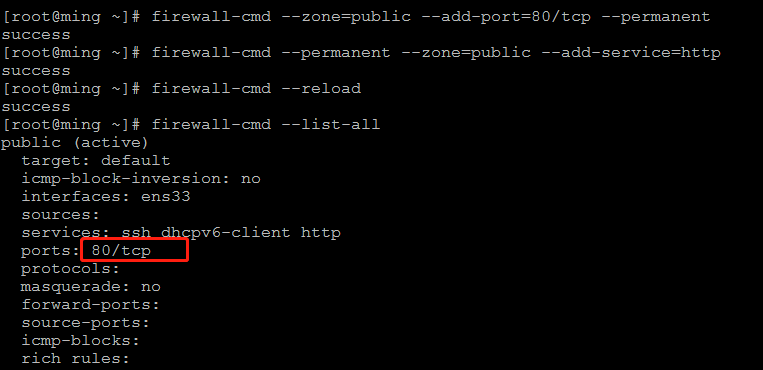 [root@ming ~]# firewall-cmd --zone=public --add-port=80/tcp --permanent
success
[root@ming ~]# firewall-cmd --permanent --zone=public --add-service=http
success
[root@ming ~]# firewall-cmd --reload
success
[root@ming ~]# firewall-cmd --list-all
public (active)
  target: default
  icmp-block-inversion: no
  interfaces: ens33
  sources:
  services: ssh dhcpv6-client http
  ports: 80/tcp
  protocols:
  masquerade: no
  forward-ports:
  source-ports:
  icmp-blocks:
  rich rules: